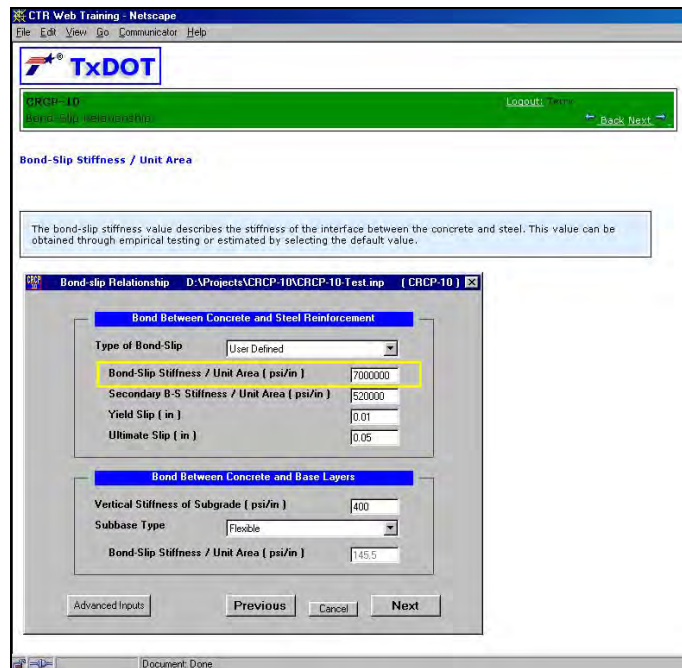 CTR Web Training - Netscape
File Edit View Go Communicator Help
® TxDOT
CRCP-10 Logout: Terry
Bond-Slip Relationship Back Next
Bond-Slip Stiffness / Unit Area
The bond-slip stiffness value describes the stiffness of the interface between the concrete and steel. This value can be
obtained through empirical testing or estimated by selecting the default value.
CRCP 10 Bond-slip Relationship D:\Projects\CRCP-10\CRCP-10-Test.inp ( CRCP-10 )
Bond Between Concrete and Steel Reinforcement
Type of Bond-Slip User Defined
Bond-Slip Stiffness / Unit Area ( psi/in ) 7000000
Secondary B-S Stiffness / Unit Area ( psi/in ) 520000
Yield Slip ( in ) 0.01
Ultimate Slip ( in ) 0.05
Bond Between Concrete and Base Layers
Vertical Stiffness of Subgrade ( psi/in ) 400
Subbase Type Flexible
Bond-Slip Stiffness / Unit Area ( psi/in ) 145.5
Advanced Inputs Previous Cancel Next
Document: Done